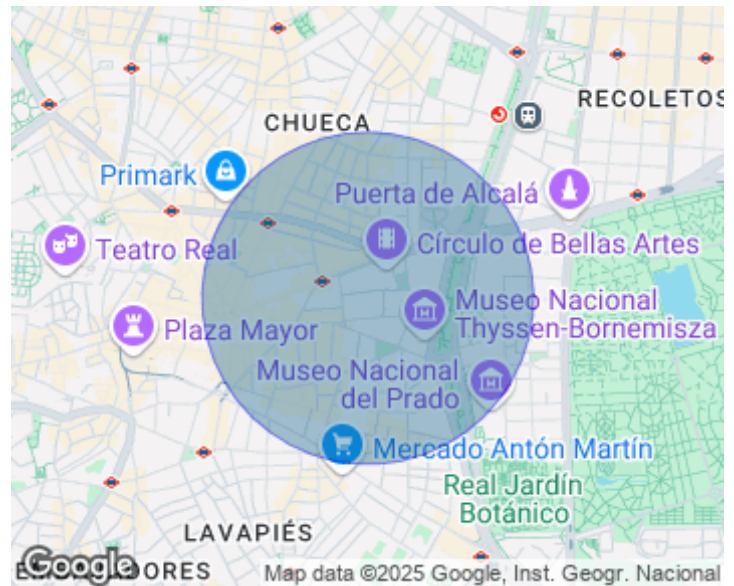 RECOLETOS
CHUECA
Primark
Puerta de Alcalá
Teatro Real
Círculo de Bellas Artes
Plaza Mayor
Museo Nacional
Thyssen-Bornemisza
Museo Nacional
del Prado
Mercado Antón Martín
Real Jardín
Botánico
LAVAPIÉS
Google
Map data ©2025 Google, Inst. Geogr. Nacional